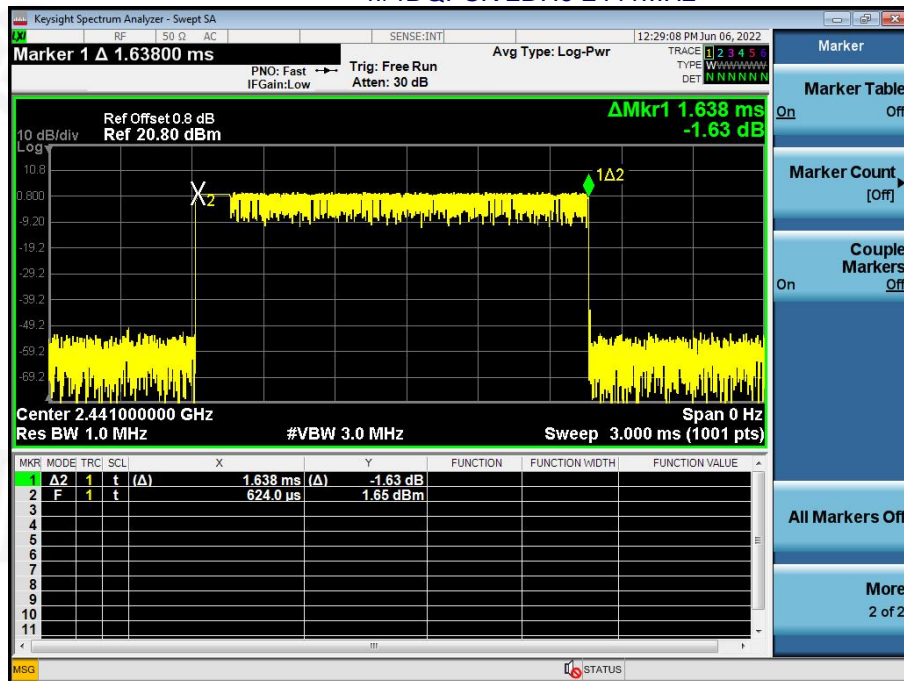 Keysight Spectrum Analyzer - Swept SA
LXI RF 50 Ω AC SENSE:INT 12:29:08 PM Jun 06, 2022
Marker 1 Δ 1.63800 ms
PNO: Fast
IFGain:Low
Trig: Free Run
Atten: 30 dB
Avg Type: Log-Pwr
TRACE 1 2 3 4 5 6
TYPE WWWWWWW
DET N N N N N N
ΔMkr1 1.638 ms
-1.63 dB
Ref Offset 0.8 dB
10 dB/div Ref 20.80 dBm
Log
10.8
0.800
-9.20
-19.2
-29.2
-39.2
-49.2
-59.2
-69.2
X2
1Δ2
Center 2.441000000 GHz Span 0 Hz
Res BW 1.0 MHz #VBW 3.0 MHz Sweep 3.000 ms (1001 pts)
MKR MODE TRC SCL X Y FUNCTION FUNCTION WIDTH FUNCTION VALUE
1 Δ2 1 t (Δ) 1.638 ms (Δ) -1.63 dB
2 F 1 t 624.0 µs 1.65 dBm
3
4
5
6
7
8
9
10
11
MSG STATUS
Marker
Marker Table
On Off
Marker Count
[Off]
Couple
Markers
On Off
All Markers Off
More
2 of 2